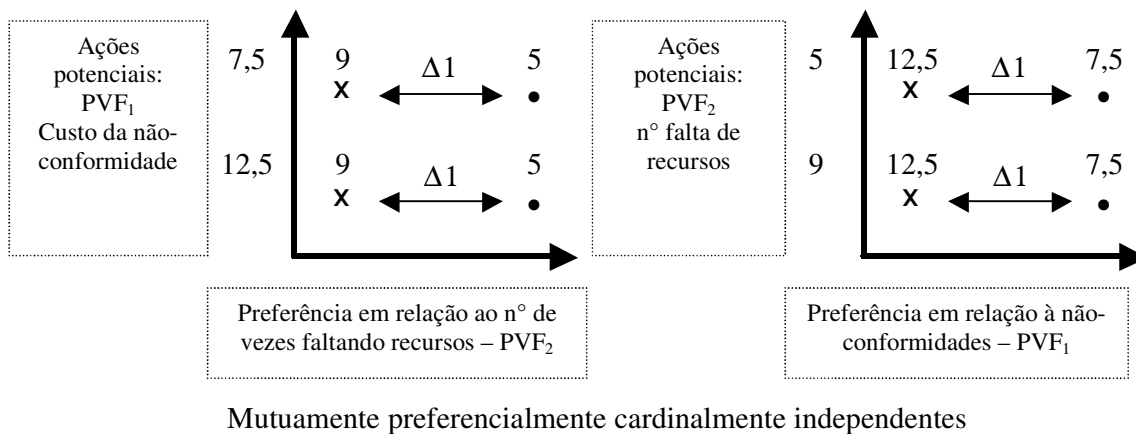 Ações
potenciais:
PVF₁
Custo da não-
conformidade
7,5 9 5
x Δ1 •
12,5 9 5
x Δ1 •
Preferência em relação ao n° de
vezes faltando recursos – PVF₂
Ações
potenciais:
PVF₂
n° falta de
recursos
5 12,5 7,5
x Δ1 •
9 12,5 7,5
x Δ1 •
Preferência em relação à não-
conformidades – PVF₁
Mutuamente preferencialmente cardinalmente independentes